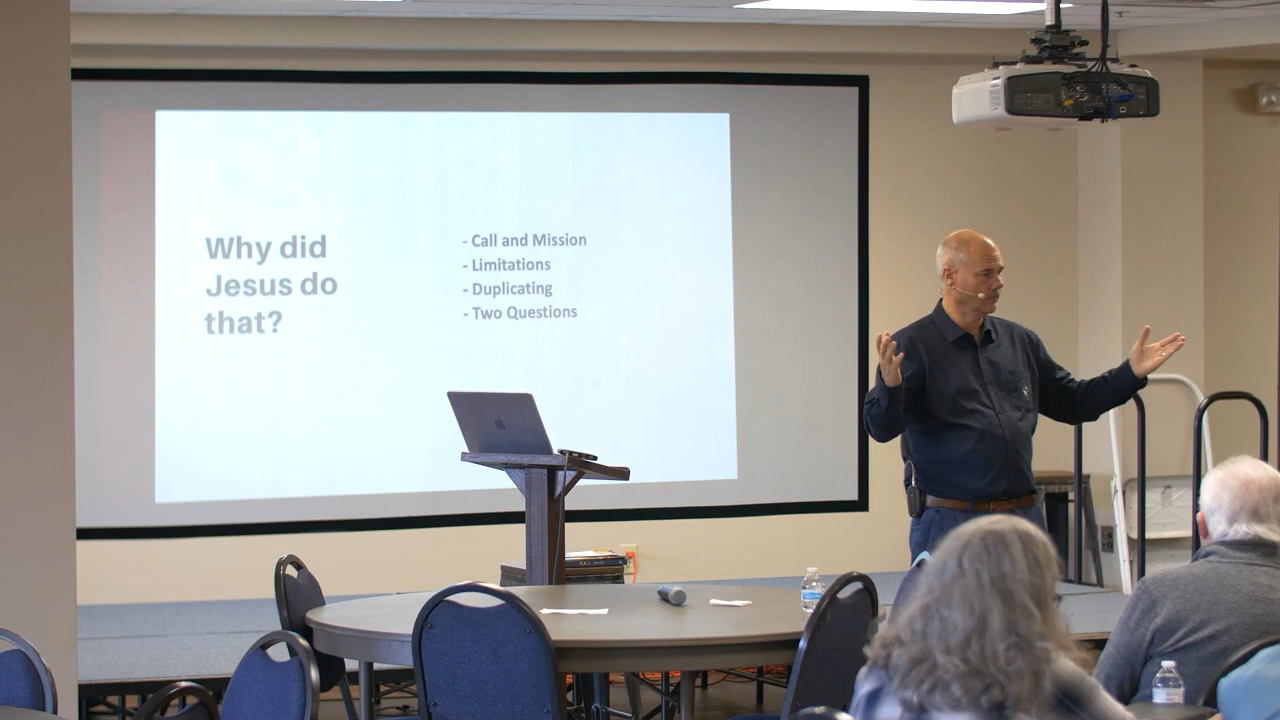 Why did
Jesus do
that?
- Call and Mission
- Limitations
- Duplicating
- Two Questions